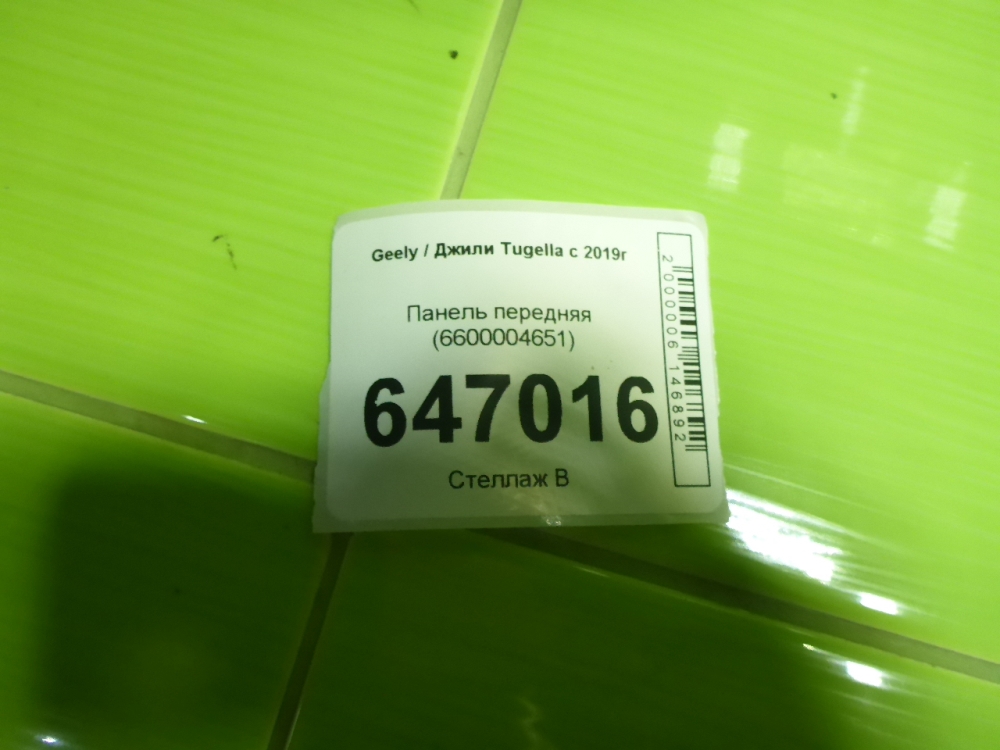 Geely / Джили Tugella с 2019г
Панель передняя
(6600004651)
647016
Стеллаж В
2000006146892